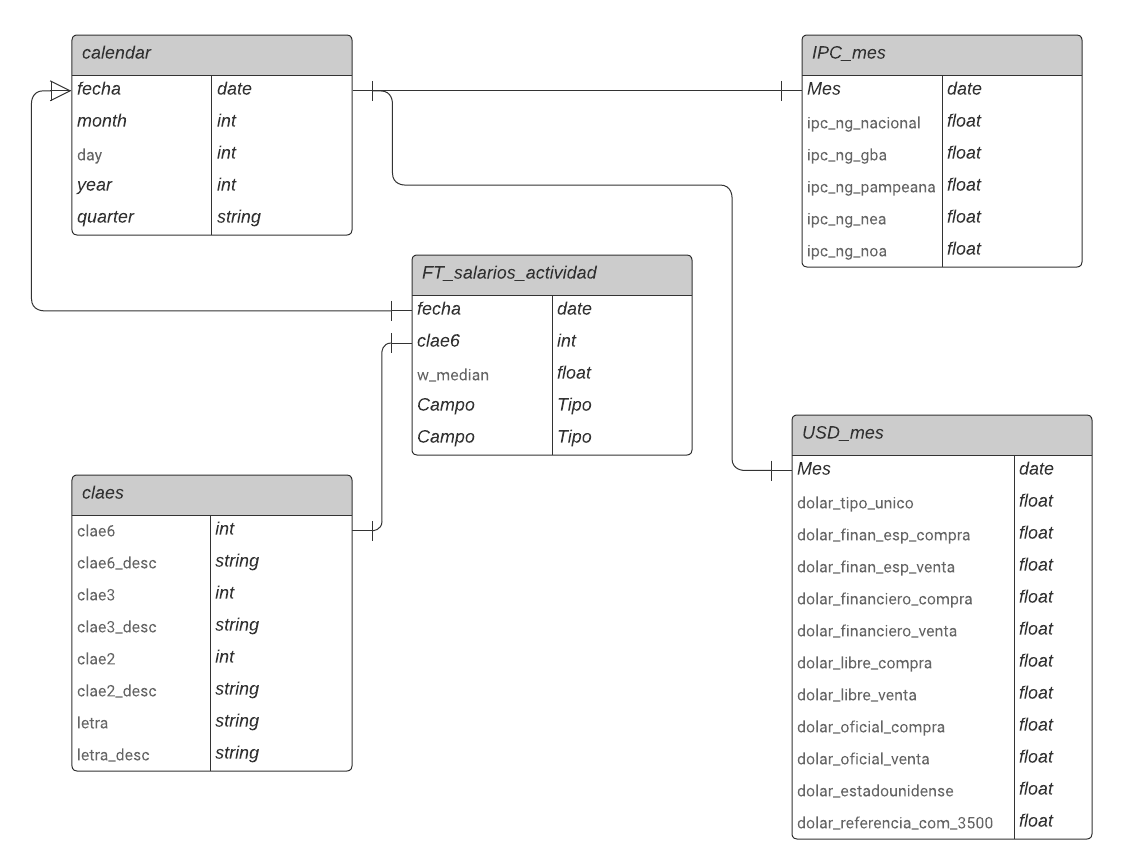 calendar
fecha date
month int
day int
year int
quarter string
IPC_mes
Mes date
ipc_ng_nacional float
ipc_ng_gba float
ipc_ng_pampeana float
ipc_ng_nea float
ipc_ng_noa float
FT_salarios_actividad
fecha date
clae6 int
w_median float
Campo Tipo
Campo Tipo
claes
clae6 int
clae6_desc string
clae3 int
clae3_desc string
clae2 int
clae2_desc string
letra string
letra_desc string
USD_mes
Mes date
dolar_tipo_unico float
dolar_finan_esp_compra float
dolar_finan_esp_venta float
dolar_financiero_compra float
dolar_financiero_venta float
dolar_libre_compra float
dolar_libre_venta float
dolar_oficial_compra float
dolar_oficial_venta float
dolar_estadounidense float
dolar_referencia_com_3500 float